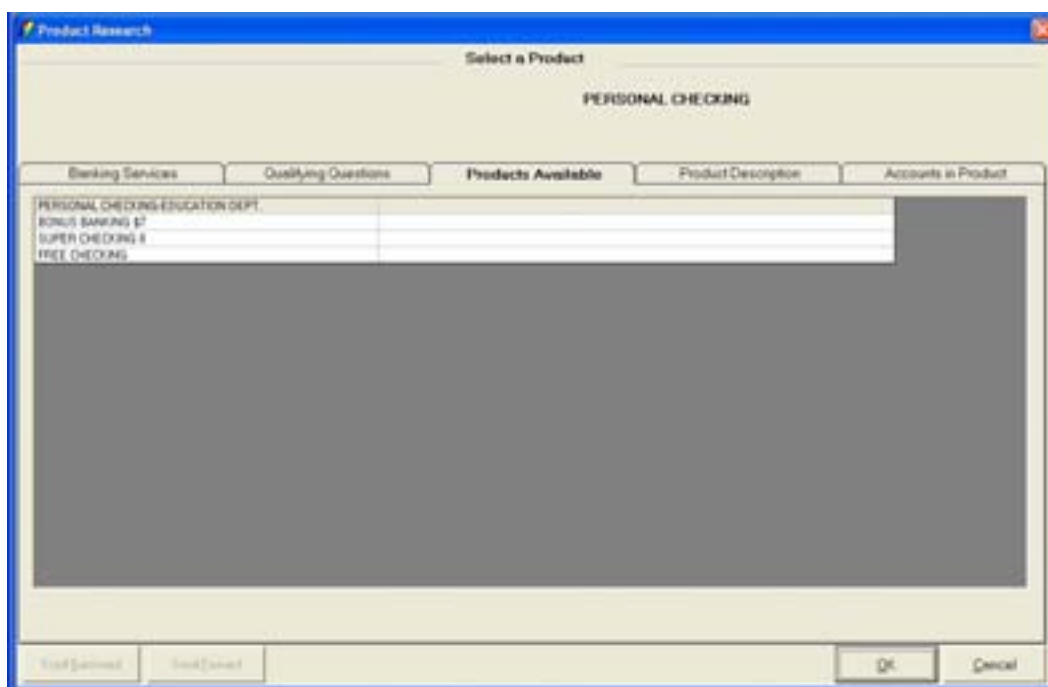 Product Research
Select a Product
PERSONAL CHECKING
Banking Services
Qualifying Questions
Products Available
Product Description
Accounts in Product
PERSONAL CHECKING-EDUCATION DEPT.
BONUS BANKING $7
SUPER CHECKING 8
FREE CHECKING
OK
Cancel